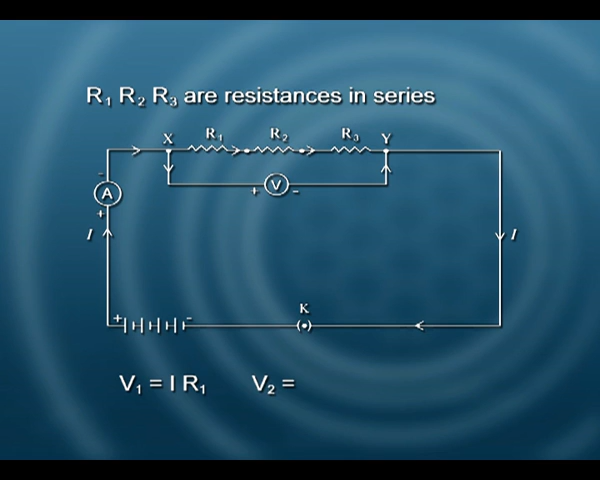 R₁ R₂ R₃ are resistances in series
X R₁ R₂ R₃ Y
+ V -
-
A
+
I I
+ - K
V₁ = I R₁ V₂ =